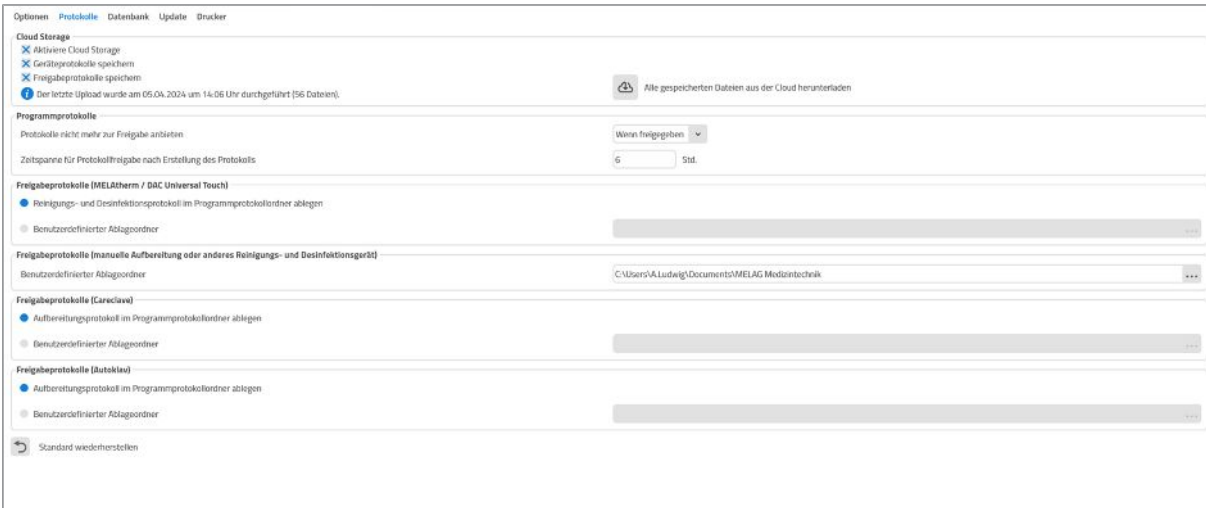 Optionen Protokolle Datenbank Update Drucker
Cloud Storage
Aktiviere Cloud Storage
Geräteprotokolle speichern
Freigabeprotokolle speichern
Der letzte Upload wurde am 05.04.2024 um 14:06 Uhr durchgeführt (56 Dateien). Alle gespeicherten Dateien aus der Cloud herunterladen
Programmprotokolle
Protokolle nicht mehr zur Freigabe anbieten Wenn freigegeben
Zeitspanne für Protokollfreigabe nach Erstellung des Protokolls 6 Std.
Freigabeprotokolle (MELAtherm / DAC Universal Touch)
Reinigungs- und Desinfektionsprotokoll im Programmprotokollordner ablegen
Benutzerdefinierter Ablageordner ...
Freigabeprotokolle (manuelle Aufbereitung oder anderes Reinigungs- und Desinfektionsgerät)
Benutzerdefinierter Ablageordner C:\Users\A.Ludwig\Documents\MELAG Medizintechnik ...
Freigabeprotokolle (Careclave)
Aufbereitungsprotokoll im Programmprotokollordner ablegen
Benutzerdefinierter Ablageordner ...
Freigabeprotokolle (Autoklav)
Aufbereitungsprotokoll im Programmprotokollordner ablegen
Benutzerdefinierter Ablageordner ...
Standard wiederherstellen